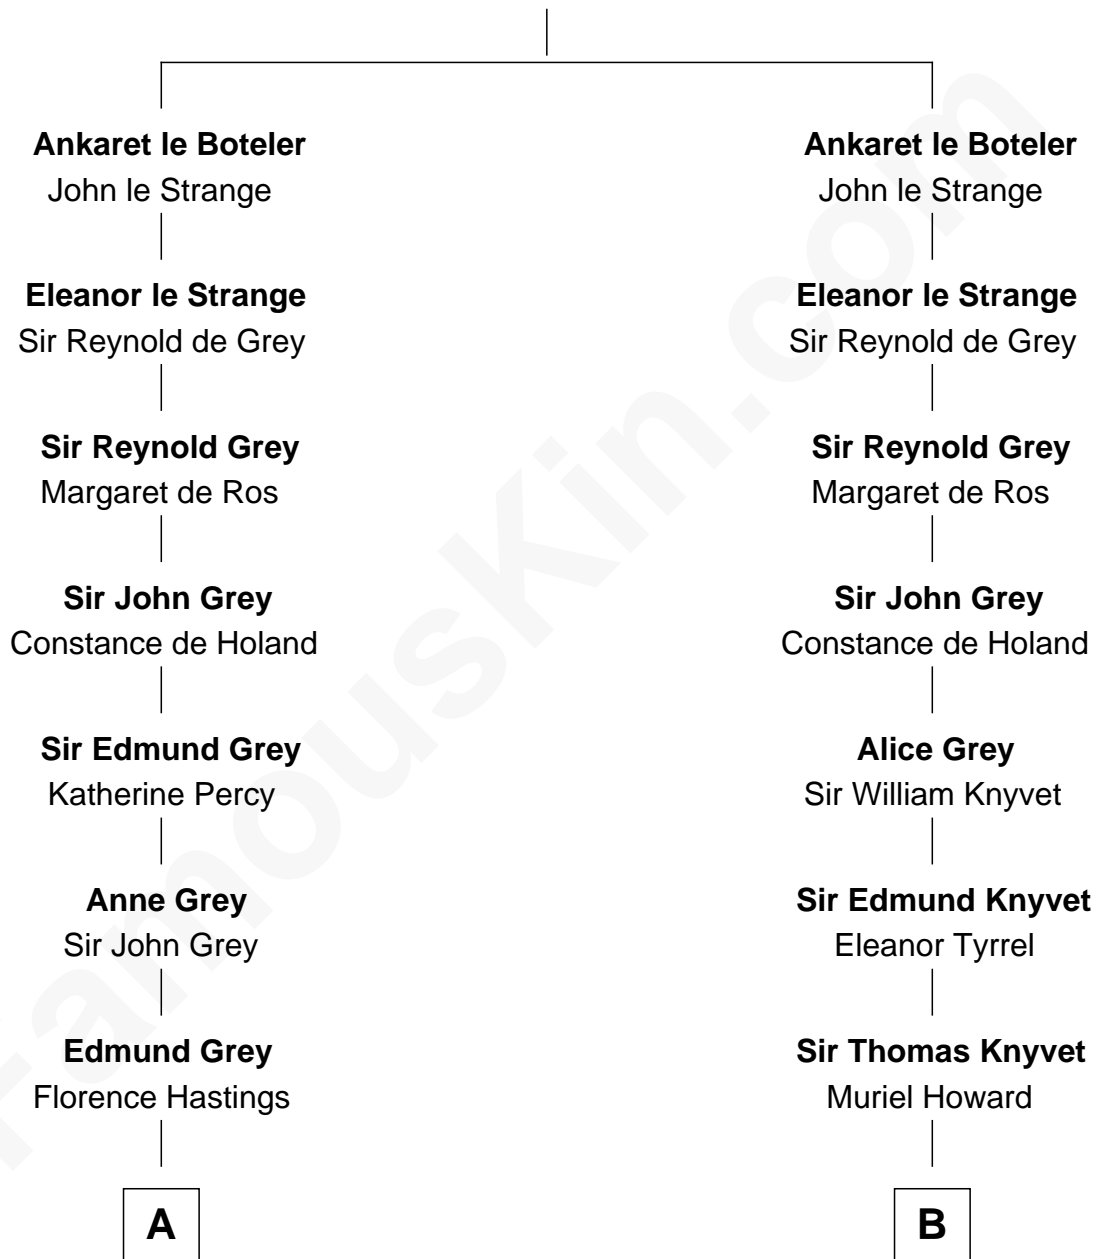 Ankaret le Boteler
John le Strange
Eleanor le Strange
Sir Reynold de Grey
Sir Reynold Grey
Margaret de Ros
Sir John Grey
Constance de Holand
Sir Edmund Grey
Katherine Percy
Anne Grey
Sir John Grey
Edmund Grey
Florence Hastings
A
Ankaret le Boteler
John le Strange
Eleanor le Strange
Sir Reynold de Grey
Sir Reynold Grey
Margaret de Ros
Sir John Grey
Constance de Holand
Alice Grey
Sir William Knyvet
Sir Edmund Knyvet
Eleanor Tyrrel
Sir Thomas Knyvet
Muriel Howard
B
FamousKin.com